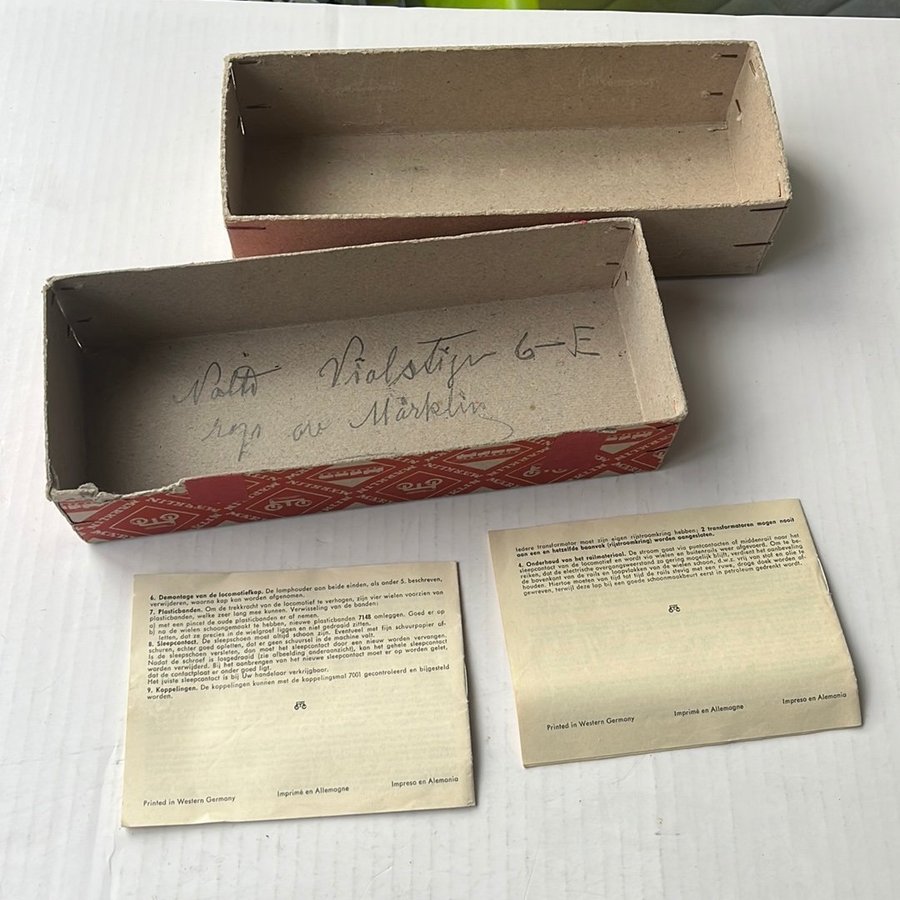 6-E
Märklin
MÄRKLIN
6. Demontage van de locomotiefkap. De lamphouder aan beide einden, als onder 5. beschreven,
verwijderen, waarna de kap kan worden afgenomen.
7. Plasticbanden. Om de trekkracht van de locomotief te verhogen, zijn vier wielen voorzien van
plasticbanden, welke zeer lang mee kunnen. Verwisseling van de banden:
a) met een pincet de oude plasticbanden er af nemen.
b) na de wielen schoongemaakt te hebben, nieuwe plasticbanden 7148 omleggen. Goed er op
letten, dat ze precies in de wielgroef liggen en niet gedraaid zitten.
8. Sleepcontact. De sleepschoen moet altijd schoon zijn. Eventueel met fijn schuurpapier af-
schuren, echter goed opletten, dat er geen schuursel in de machine valt.
Is de sleepschoen versleten, dan moet het sleepcontact door een nieuw worden vervangen.
Nadat de schroef is losgedraaid (zie afbeelding onderaanzicht), kan het gehele sleepcontact
worden verwijderd. Bij het aanbrengen van het nieuwe sleepcontact moet er op worden gelet,
dat de contactplaat er onder goed ligt.
Het juiste sleepcontact is bij Uw handelaar verkrijgbaar.
9. Koppelingen. De koppelingen kunnen met de koppelingsmal 7001 gecontroleerd en bijgesteld
worden.
Printed in Western Germany Imprimé en Allemagne Impreso en Alemania
iedere transformator moet zijn eigen rijstroomkring hebben; 2 transformatoren mogen nooit
aan een en hetzelfde baanvak (rijstroomkring) worden aangesloten.
4. Onderhoud van het railmateriaal. De stroom gaat via puntcontacten of middenrail naar het
sleepcontact van de locomotief en wordt via wielen en buitenrails weer afgevoerd. Om te be-
reiken, dat de electrische overgangsweerstand zo gering mogelijk blijft, verdient het aanbeveling
de bovenkant van de rails en loopvlakken van de wielen schoon, d.w.z. vrij van stof en olie te
houden. Hiertoe moeten van tijd tot tijd de rails stevig met een ruwe, droge doek worden af-
gewreven, terwijl deze lap bij een goede schoonmaakbeurt eerst in petroleum gedrenkt wordt.
Printed in Western Germany Imprimé en Allemagne Impreso en Alemania